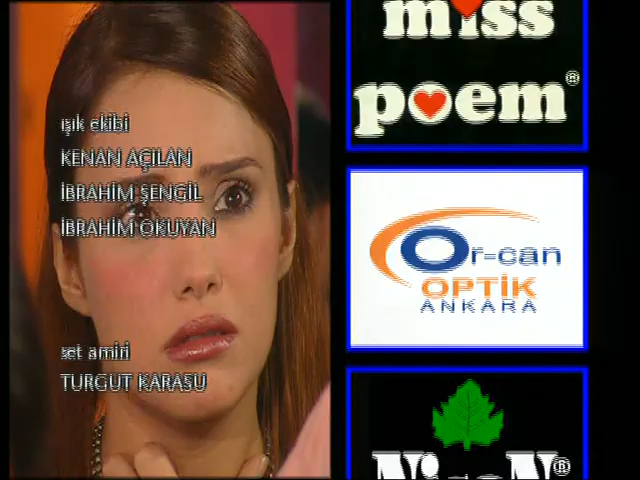 ışık ekibi
KENAN AÇILAN
İBRAHİM ŞENGİL
İBRAHİM OKUYAN
set amiri
TURGUT KARASU
miss
poem®
Or-can
OPTİK
ANKARA